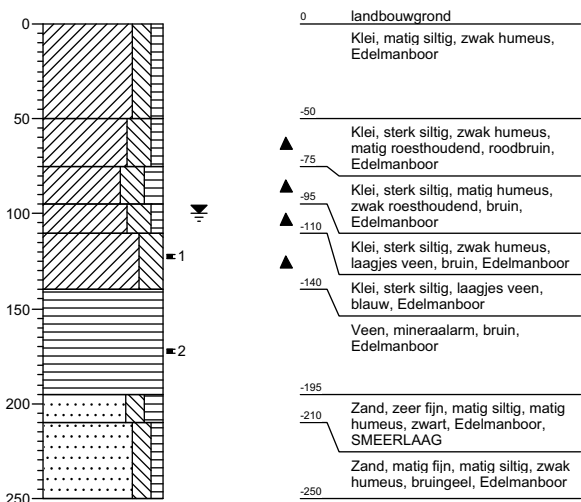 0
50
100
150
200
250
1
2
0 landbouwgrond
Klei, matig siltig, zwak humeus,
Edelmanboor
-50
Klei, sterk siltig, zwak humeus,
matig roesthoudend, roodbruin,
Edelmanboor
-75
Klei, sterk siltig, matig humeus,
zwak roesthoudend, bruin,
Edelmanboor
-95
Klei, sterk siltig, zwak humeus,
laagjes veen, bruin, Edelmanboor
-110
Klei, sterk siltig, laagjes veen,
blauw, Edelmanboor
-140
Veen, mineraalarm, bruin,
Edelmanboor
-195
Zand, zeer fijn, matig siltig, matig
humeus, zwart, Edelmanboor,
SMEERLAAG
-210
Zand, matig fijn, matig siltig, zwak
humeus, bruingeel, Edelmanboor
-250